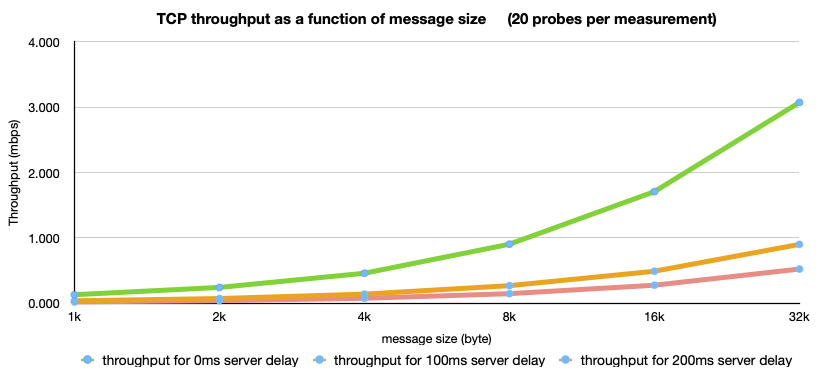 TCP throughput as a function of message size (20 probes per measurement)
4.000
3.000
2.000
1.000
0.000
Throughput (mbps)
1k 2k 4k 8k 16k 32k
message size (byte)
throughput for 0ms server delay throughput for 100ms server delay throughput for 200ms server delay